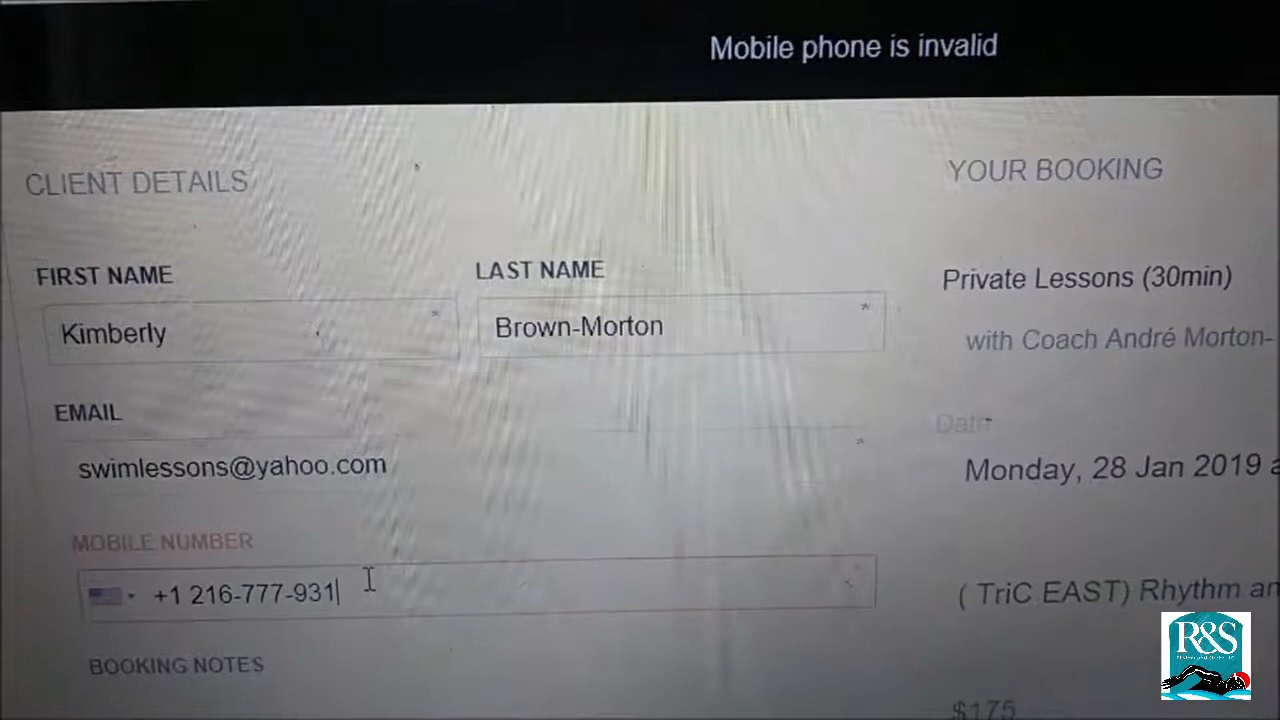 Mobile phone is invalid
CLIENT DETAILS
FIRST NAME
Kimberly *
LAST NAME
Brown-Morton *
EMAIL
swimlessons@yahoo.com *
MOBILE NUMBER
+1 216-777-931
BOOKING NOTES
YOUR BOOKING
Private Lessons (30min)
with Coach André Morton-
Date
Monday, 28 Jan 2019 a
( TriC EAST) Rhythm an
$175
R&S